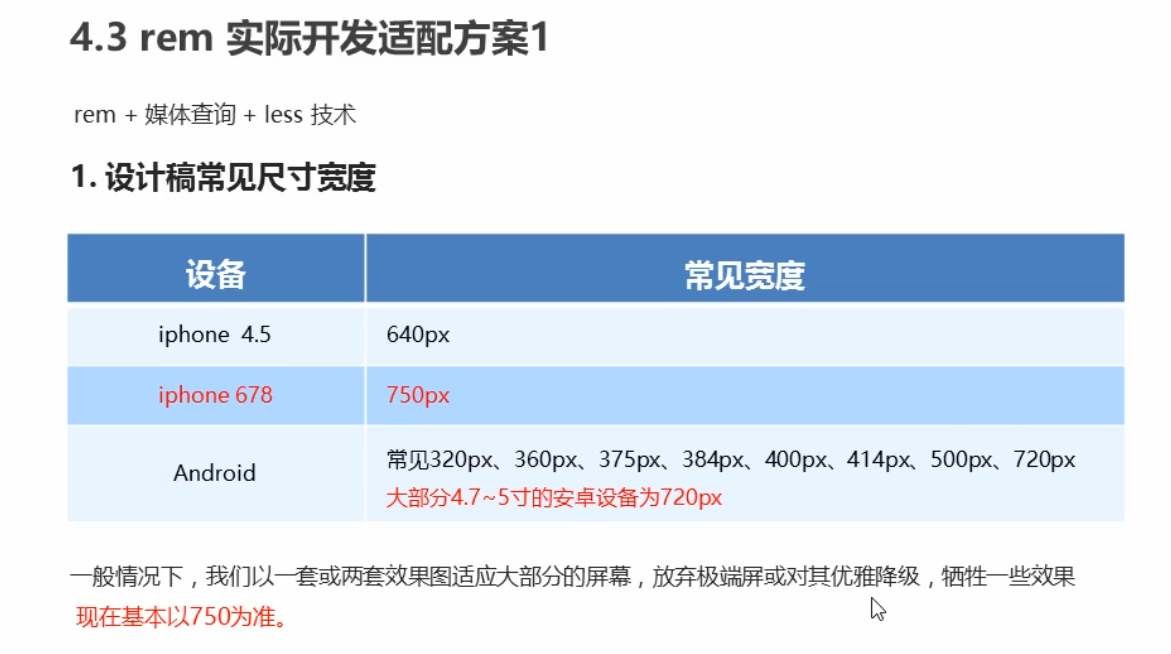 4.3 rem 实际开发适配方案1
rem + 媒体查询 + less 技术
1. 设计稿常见尺寸宽度
设备 常见宽度
iphone 4.5 640px
iphone 678 750px
Android 常见320px、360px、375px、384px、400px、414px、500px、720px
大部分4.7~5寸的安卓设备为720px
一般情况下，我们以一套或两套效果图适应大部分的屏幕，放弃极端屏或对其优雅降级，牺牲一些效果
现在基本以750为准。